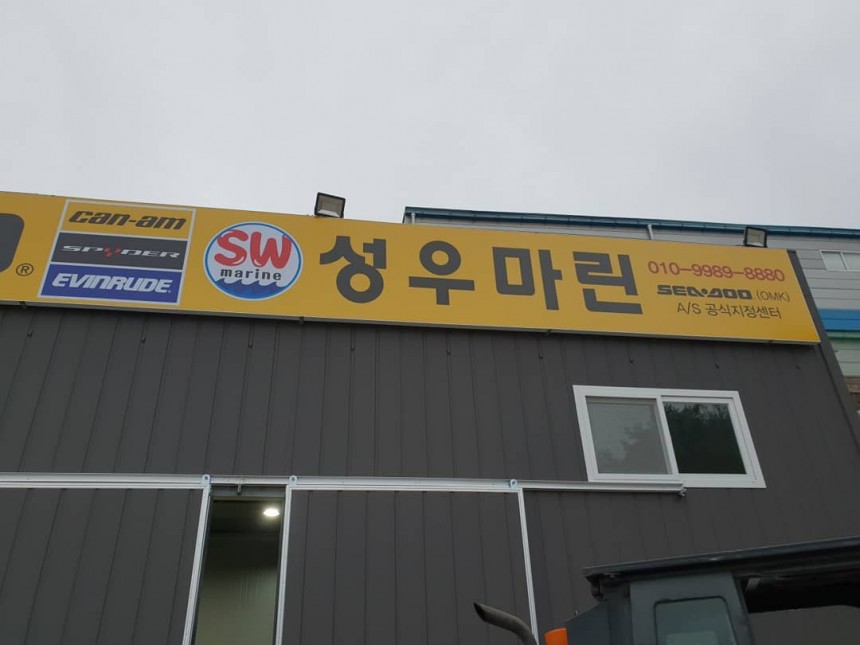 ®
can-am
SPYDER
EVINRUDE
SW
marine
성우마린
010-9989-8880
SEA-DOO (OMK)
A/S 공식지정센터